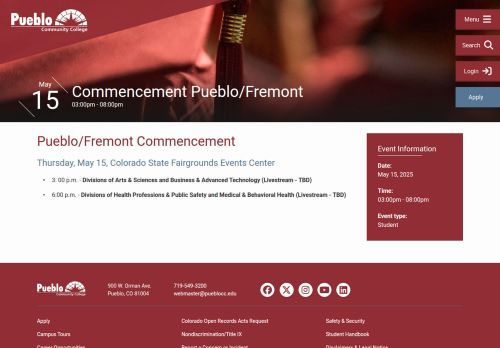 Pueblo
Community College
Menu
Search
Login
Apply
May
15
Commencement Pueblo/Fremont
03:00pm - 08:00pm
Pueblo/Fremont Commencement
Thursday, May 15, Colorado State Fairgrounds Events Center
• 3: 00 p.m. - Divisions of Arts & Sciences and Business & Advanced Technology (Livestream - TBD)
• 6:00 p.m. - Divisions of Health Professions & Public Safety and Medical & Behavioral Health (Livestream - TBD)
Event Information
Date:
May 15, 2025
Time:
03:00pm - 08:00pm
Event type:
Student
Pueblo
Community College
900 W. Orman Ave.
Pueblo, CO 81004
719-549-3200
webmaster@pueblocc.edu
Apply
Colorado Open Records Act Request
Safety & Security
Campus Tours
Nondiscrimination/Title IX
Student Handbook
Career Opportunities
Report a Concern or Incident
Disclaimers & Legal Notice